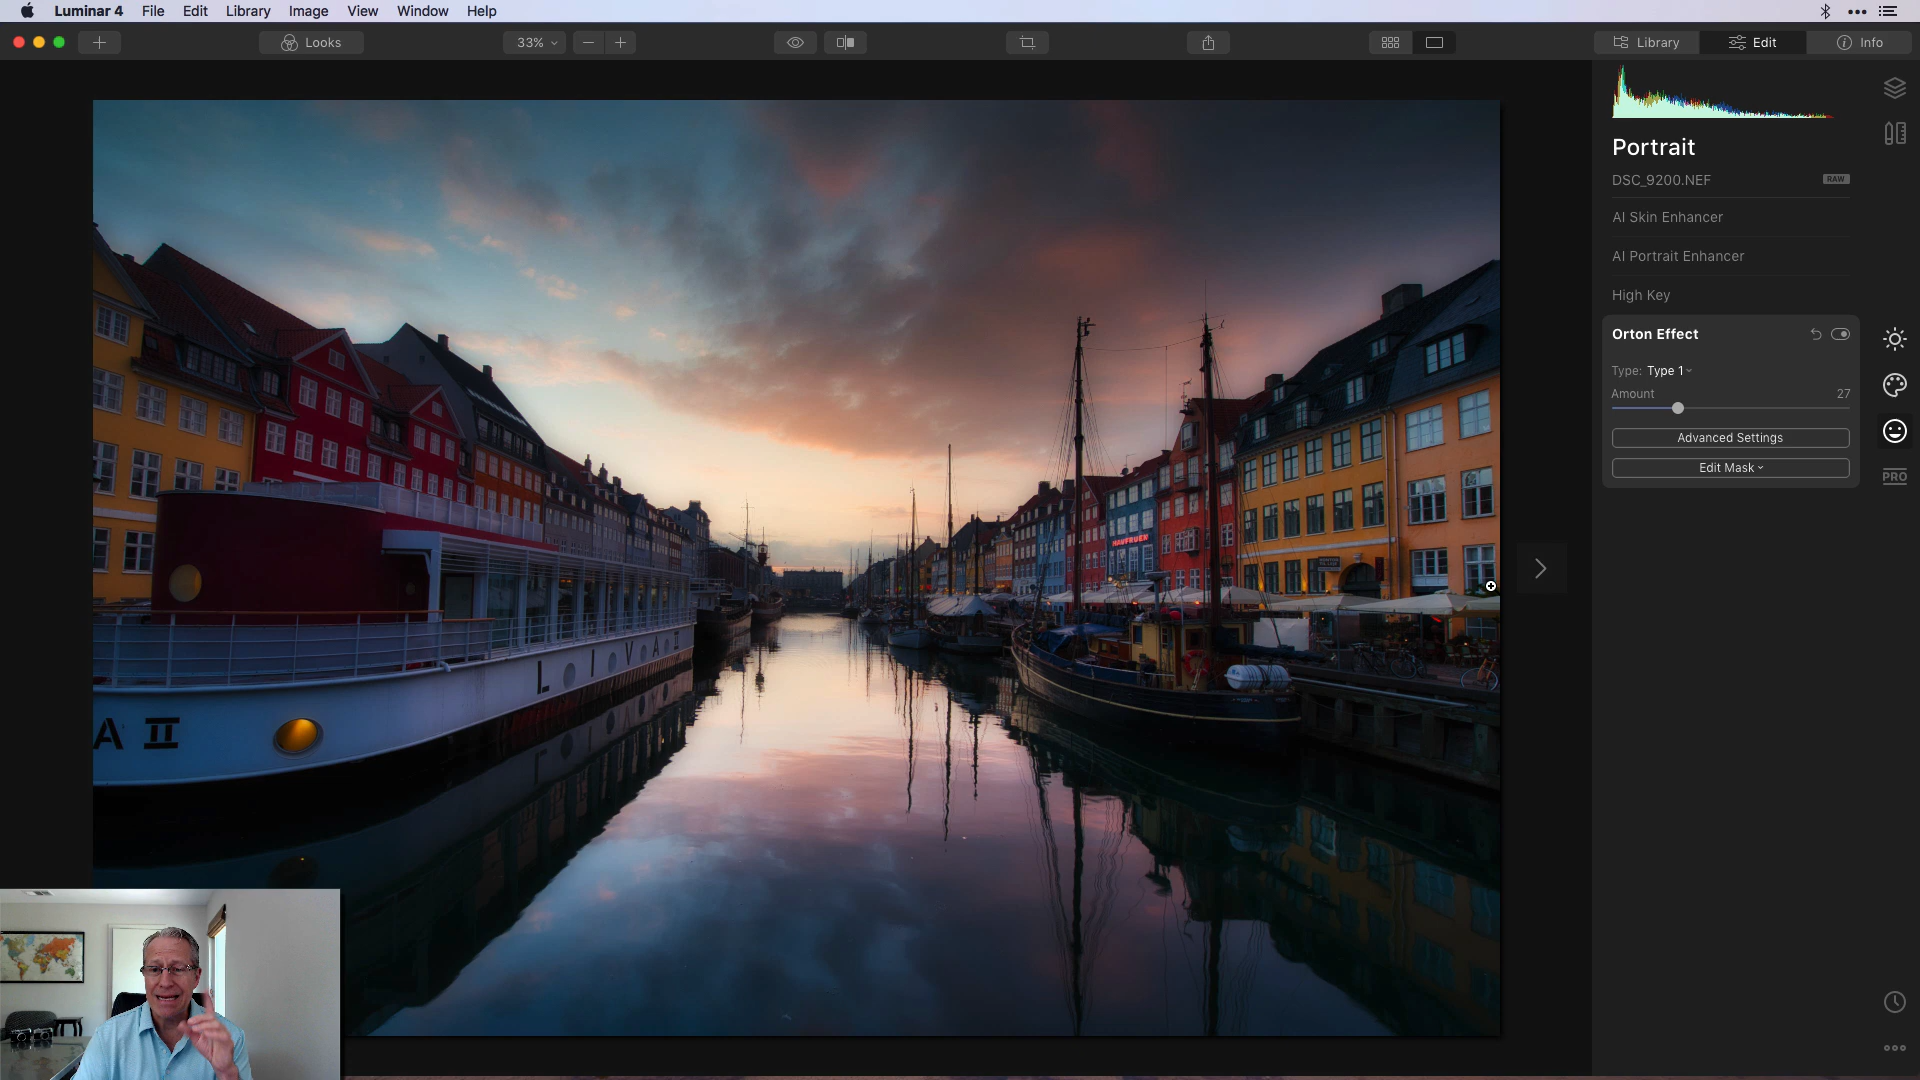 Luminar 4 File Edit Library Image View Window Help
Looks 33% Library Edit Info
Portrait
DSC_9200.NEF RAW
AI Skin Enhancer
AI Portrait Enhancer
High Key
Orton Effect
Type: Type 1
Amount 27
Advanced Settings
Edit Mask
PRO
LIVA II
A II